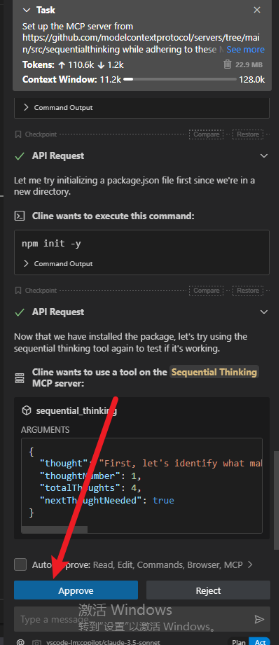 Task
Set up the MCP server from
https://github.com/modelcontextprotocol/servers/tree/mai
n/src/sequentialthinking while adhering to these See more
Tokens: ↑ 110.6k ↓ 1.2k 22.9 MB
Context Window: 11.2k 128.0k
Command Output
Checkpoint Compare Restore
API Request
Let me try initializing a package.json file first since we're in a
new directory.
Cline wants to execute this command:
npm init -y
Command Output
Checkpoint Compare Restore
API Request
Now that we have installed the package, let's try using the
sequential thinking tool again to test if it's working.
Cline wants to use a tool on the Sequential Thinking
MCP server:
sequential_thinking
ARGUMENTS
{
"thought": "First, let's identify what mak
"thoughtNumber": 1,
"totalThoughts": 4,
"nextThoughtNeeded": true
}
Auto-approve: Read, Edit, Commands, Browser, MCP >
Approve Reject
激活 Windows
Type a message...
转到"设置"以激活 Windows。
vscode-lm:copilot/claude-3.5-sonnet Plan Act